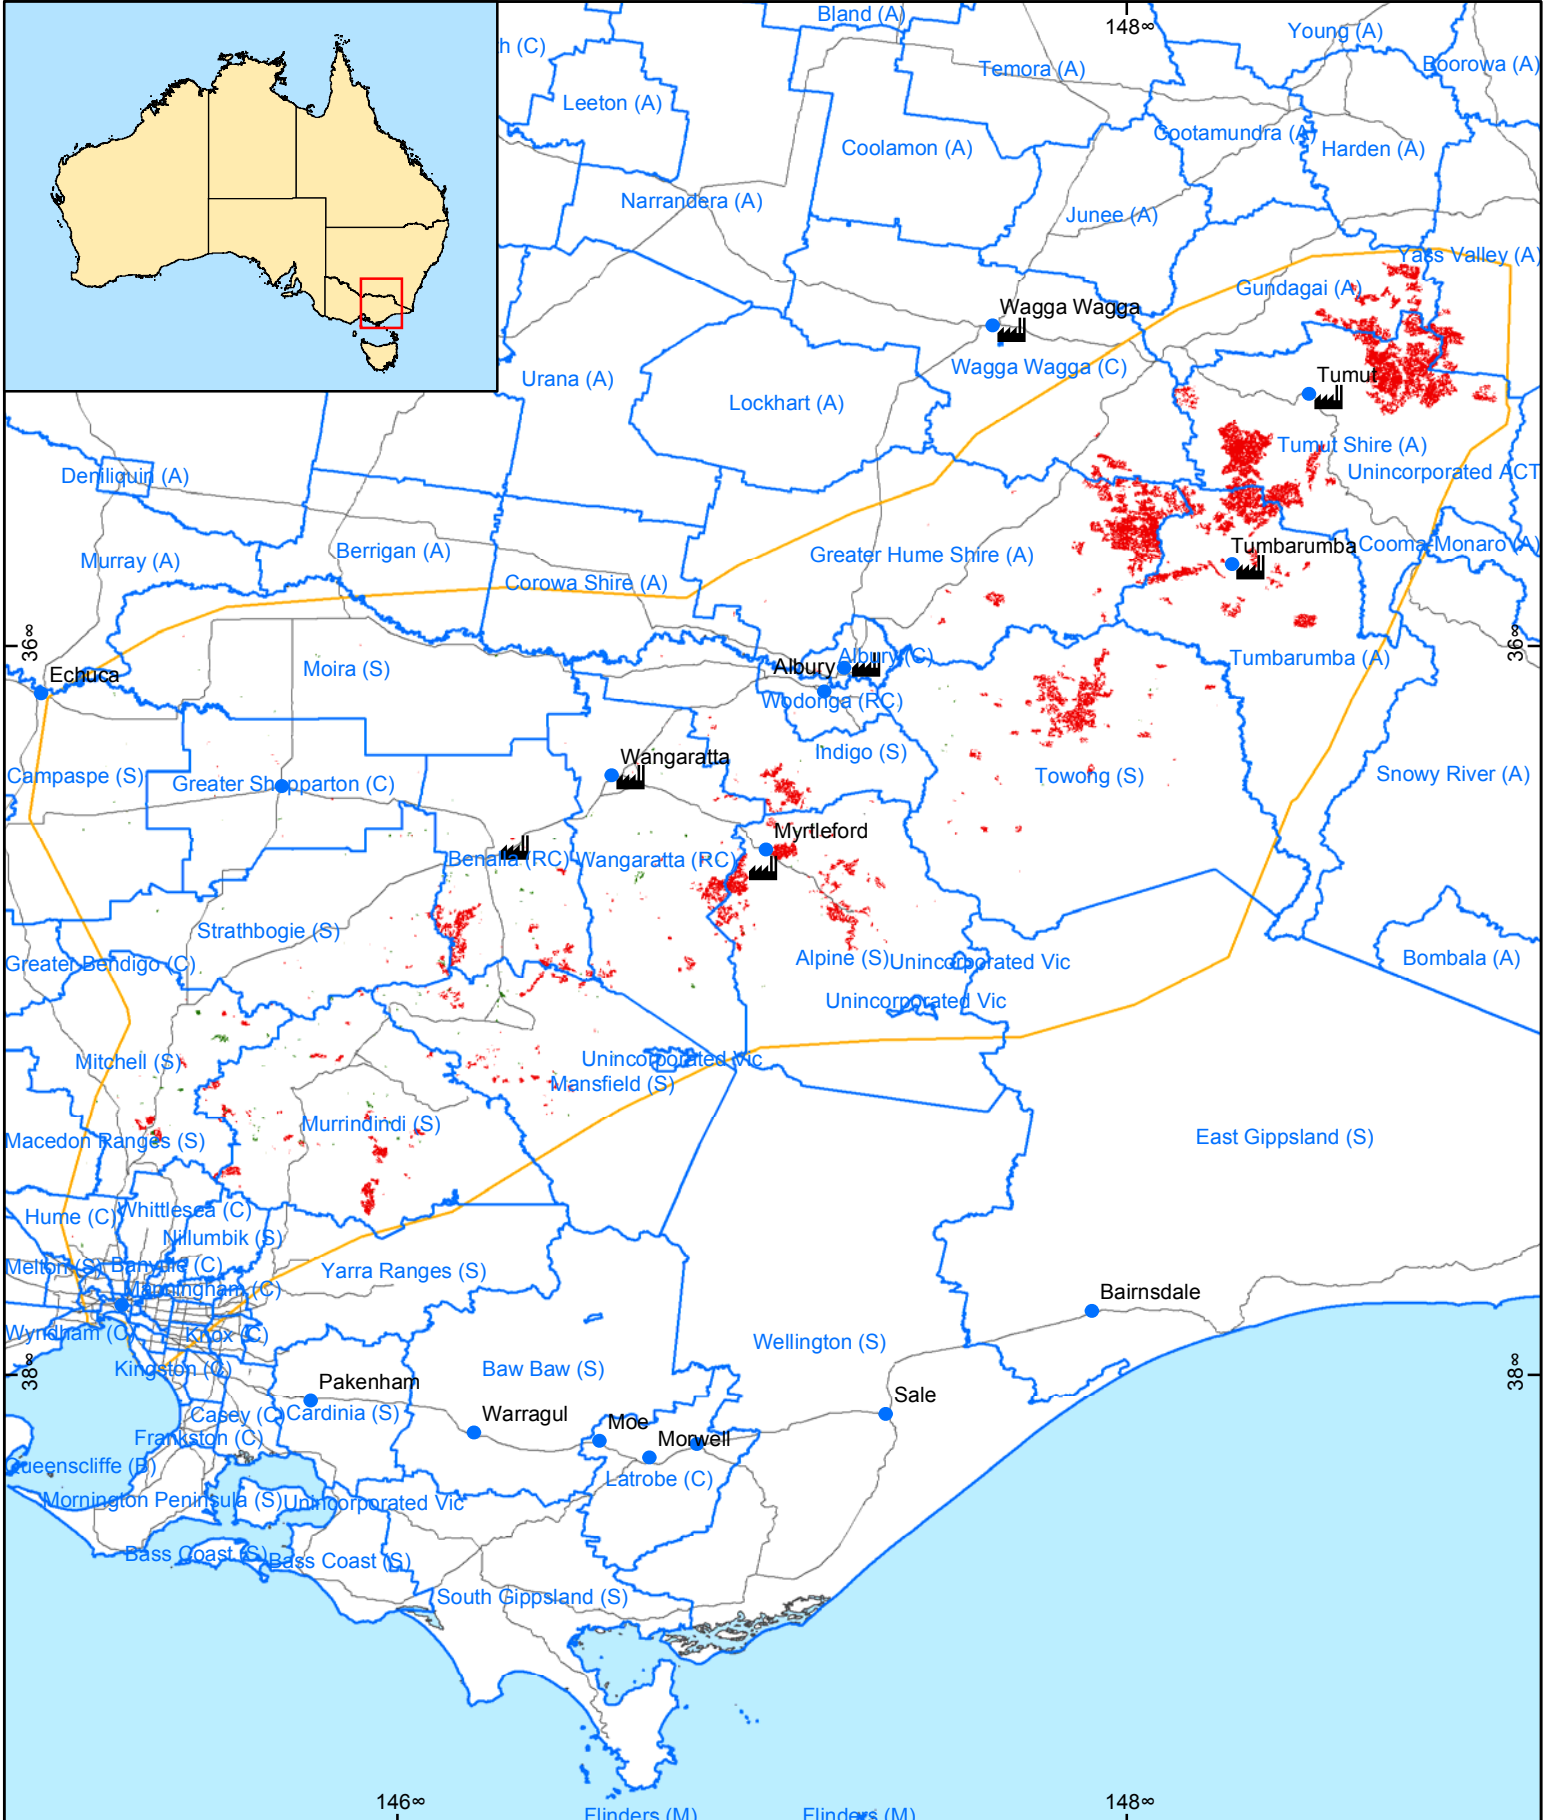 Bland (A)
148∞
Young (A)
h (C)
Boorowa (A)
Temora (A)
Leeton (A)
Cootamundra (A)
Coolamon (A)
Harden (A)
Narrandera (A)
Junee (A)
Yass Valley (A)
Gundagai (A)
Wagga Wagga
Wagga Wagga (C)
Tumut
Urana (A)
Lockhart (A)
Tumut Shire (A)
Deniliquin (A)
Unincorporated ACT
Tumbarumba
Cooma-Monaro (A)
Berrigan (A)
Greater Hume Shire (A)
Murray (A)
Corowa Shire (A)
36∞
36∞
Albury (C)
Albury
Tumbarumba (A)
Moira (S)
Echuca
Wodonga (RC)
Indigo (S)
Wangaratta
Campaspe (S)
Greater Shepparton (C)
Towong (S)
Snowy River (A)
Myrtleford
Benalla (RC)
Wangaratta (RC)
Strathbogie (S)
Alpine (S)
Unincorporated Vic
Bombala (A)
Greater Bendigo (C)
Unincorporated Vic
Mitchell (S)
Unincorporated Vic
Mansfield (S)
Murrindindi (S)
Macedon Ranges (S)
East Gippsland (S)
Whittlesea (C)
Hume (C)
Nillumbik (S)
Melton (S)
Banyule (C)
Yarra Ranges (S)
Manningham (C)
Bairnsdale
Wyndham (C)
Knox (C)
Wellington (S)
Kingston (C)
Baw Baw (S)
38∞
38∞
Pakenham
Sale
Casey (C)
Cardinia (S)
Warragul
Moe
Frankston (C)
Morwell
Queenscliffe (B)
Latrobe (C)
Mornington Peninsula (S)
Unincorporated Vic
Bass Coast (S)
Bass Coast (S)
South Gippsland (S)
146∞
148∞
Flinders (M)
Flinders (M)